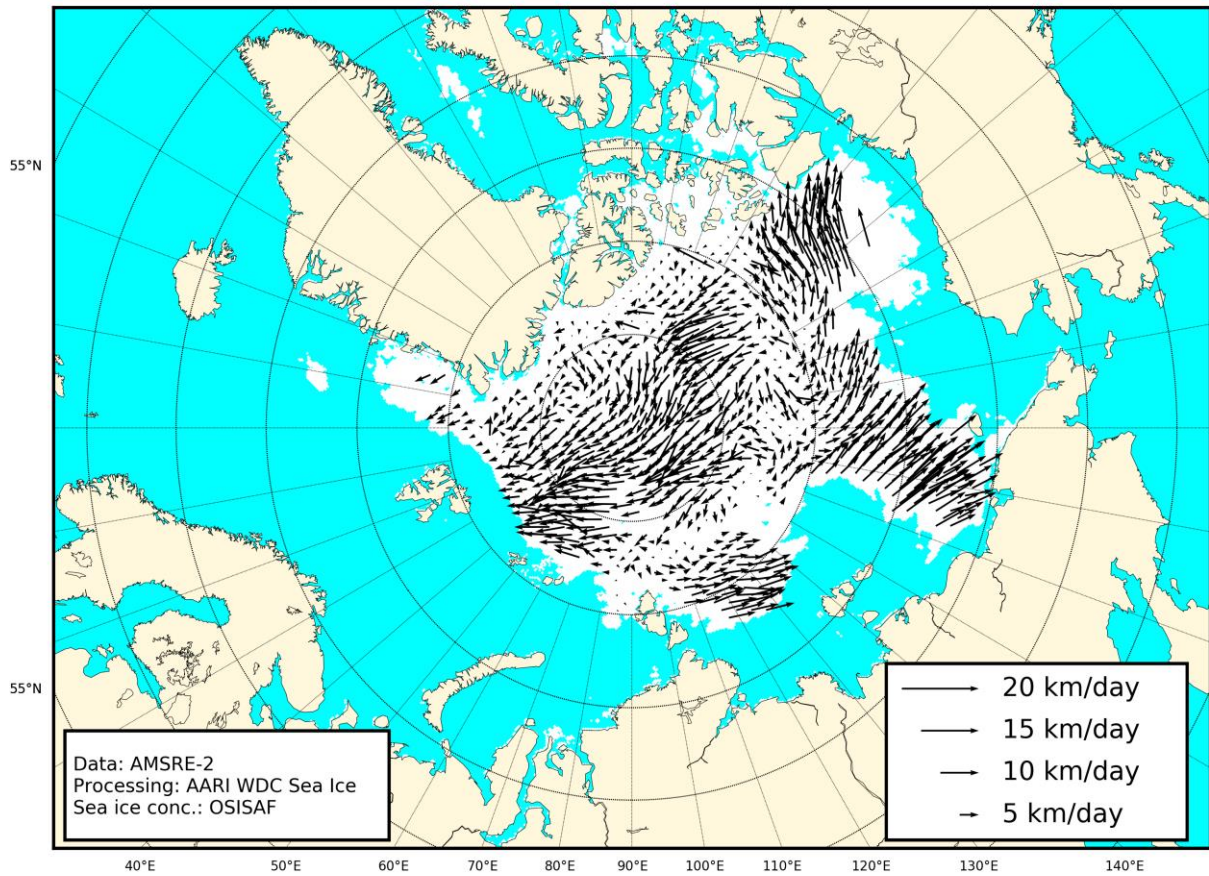 55°N
55°N
Data: AMSRE-2
Processing: AARI WDC Sea Ice
Sea ice conc.: OSISAF
20 km/day
15 km/day
10 km/day
5 km/day
40°E 50°E 60°E 70°E 80°E 90°E 100°E 110°E 120°E 130°E 140°E